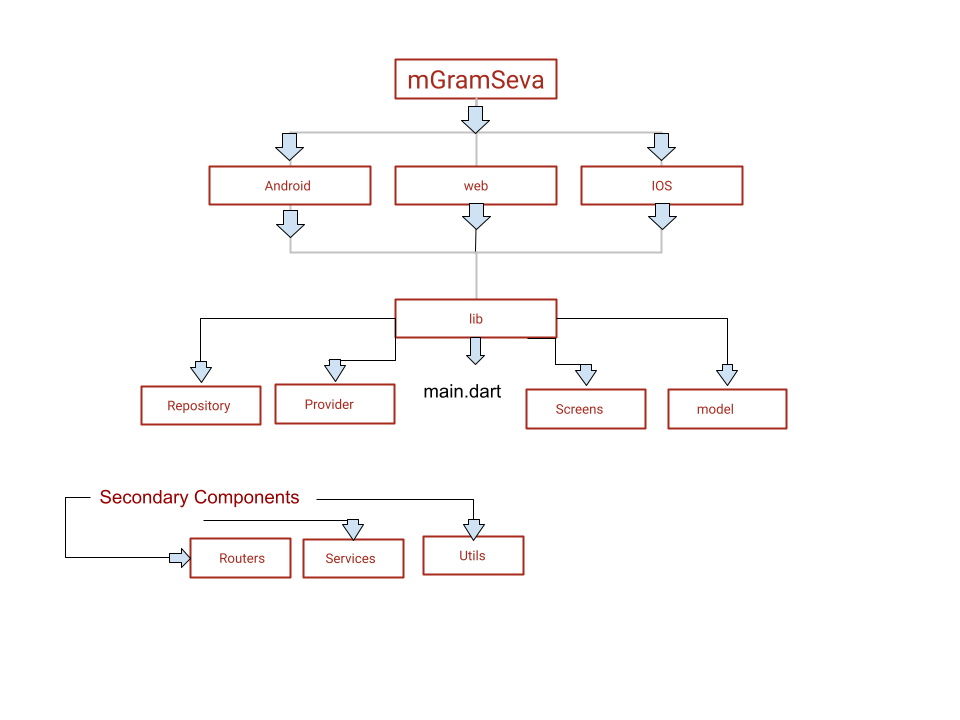 mGramSeva
Android
web
IOS
lib
Repository
Provider
main.dart
Screens
model
Secondary Components
Routers
Services
Utils